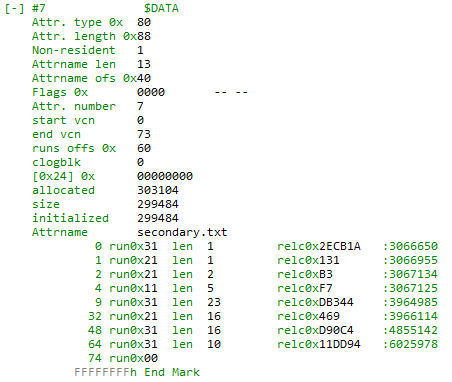 [-] #7 $DATA
Attr. type 0x 80
Attr. length 0x88
Non-resident 1
Attrname len 13
Attrname ofs 0x40
Flags 0x 0000 -- --
Attr. number 7
start vcn 0
end vcn 73
runs offs 0x 60
clogblk 0
[0x24] 0x 00000000
allocated 303104
size 299484
initialized 299484
Attrname secondary.txt
0 run0x31 len 1 relc0x2ECB1A :3066650
1 run0x21 len 1 relc0x131 :3066955
2 run0x21 len 2 relc0xB3 :3067134
4 run0x11 len 5 relc0xF7 :3067125
9 run0x31 len 23 relc0xDB344 :3964985
32 run0x21 len 16 relc0x469 :3966114
48 run0x31 len 16 relc0xD90C4 :4855142
64 run0x31 len 10 relc0x11DD94 :6025978
74 run0x00
FFFFFFFFh End Mark